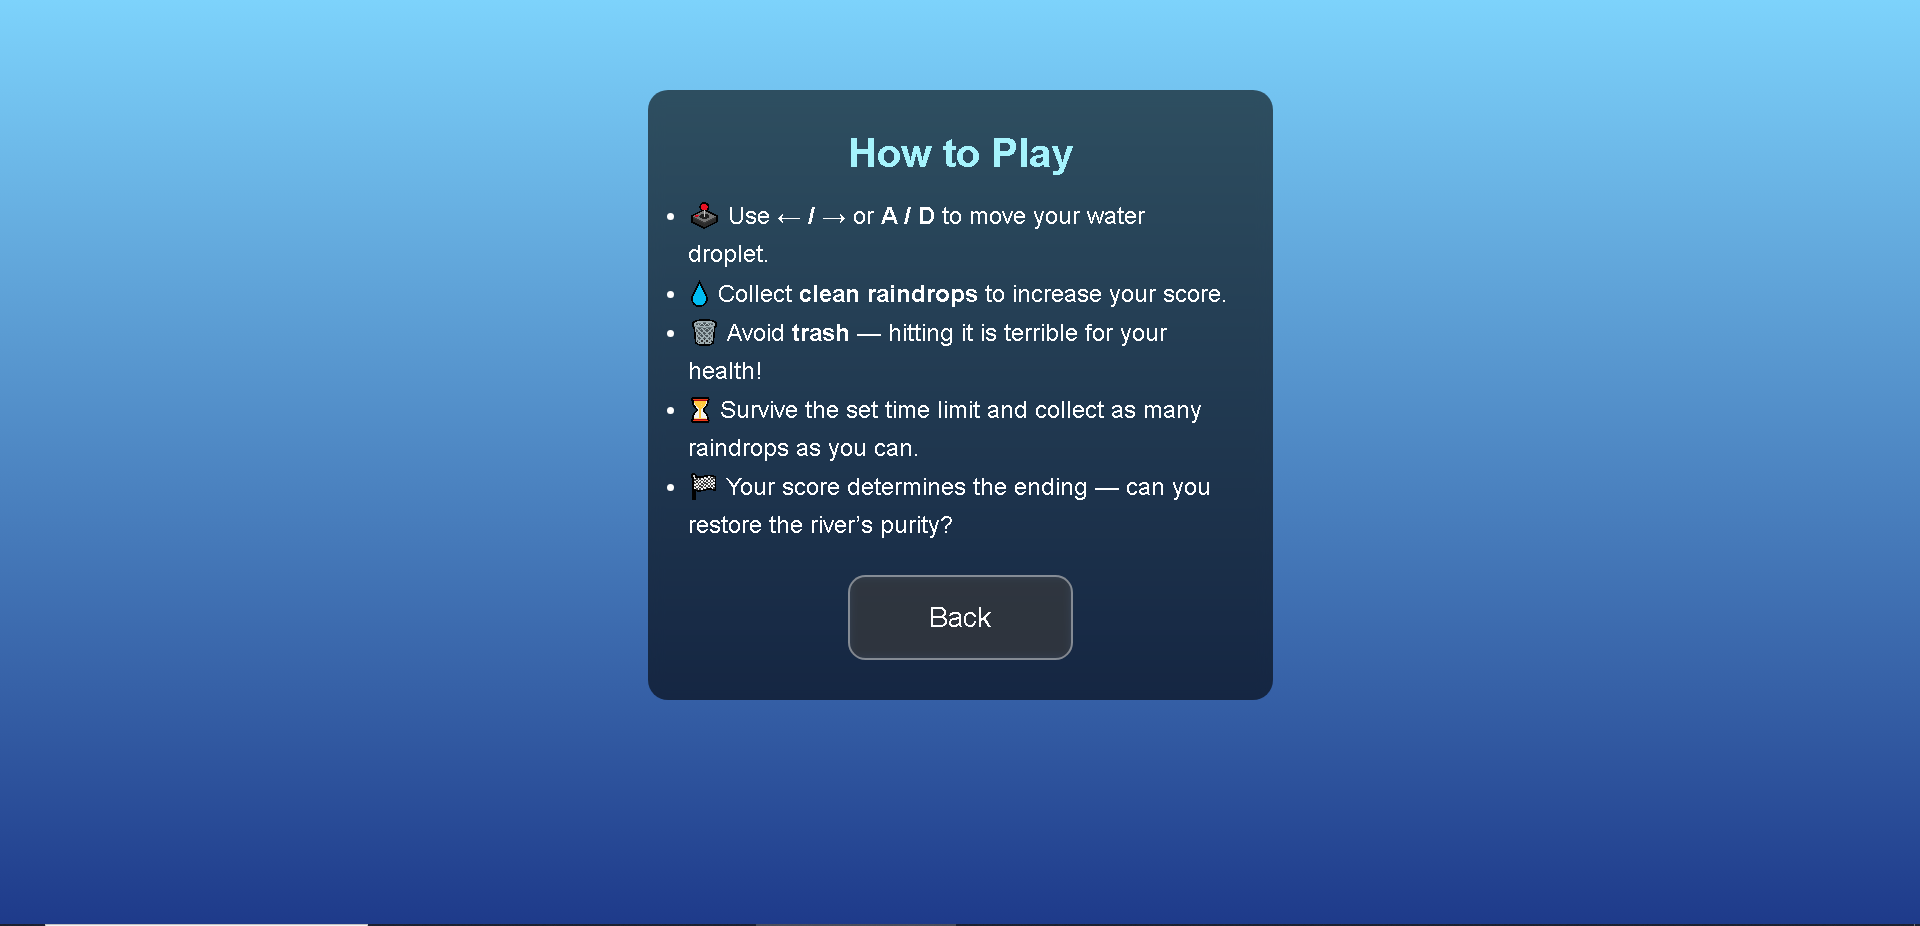 How to Play
• 🕹️ Use ← / → or A / D to move your water
droplet.
• 💧 Collect clean raindrops to increase your score.
• 🗑️ Avoid trash — hitting it is terrible for your
health!
• ⏳ Survive the set time limit and collect as many
raindrops as you can.
• 🏁 Your score determines the ending — can you
restore the river’s purity?
Back